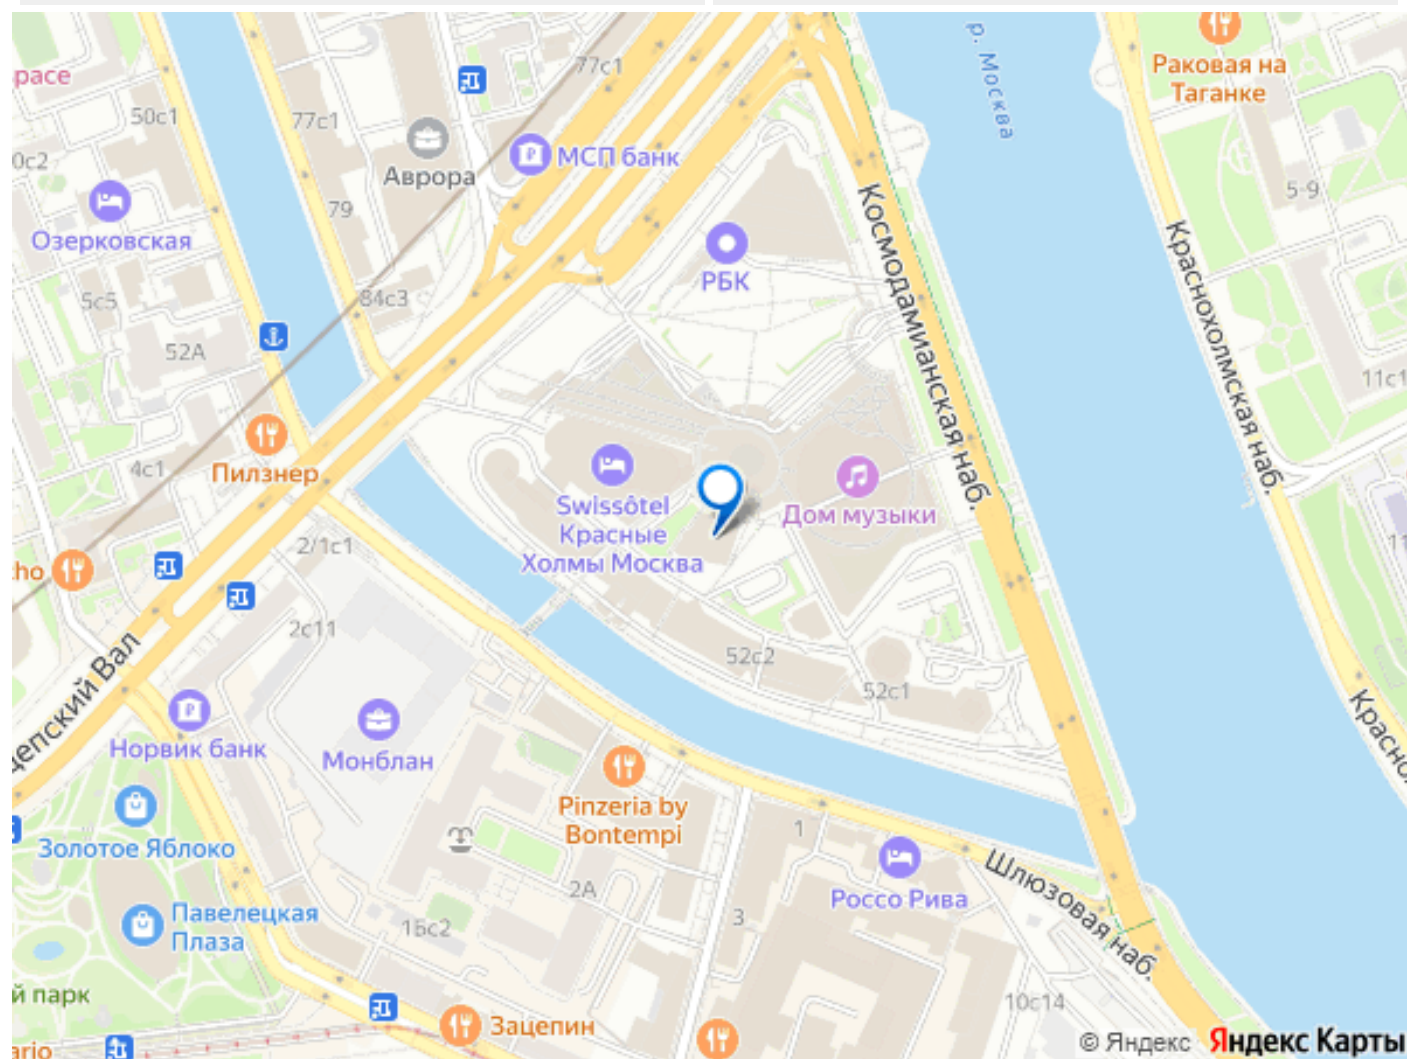 space
50с1
0с2
77с1
77с1
Аврора
МСП банк
79
Озерковская
5с5
84с3
52А
РБК
р. Москва
Раковая на
Таганке
5-9
Космодамианская наб.
Краснохолмская наб.
11с1
Пилзнер
4с1
Swissôtel
Красные
Холмы Москва
Дом музыки
2/1с1
2с11
52с2
52с1
Норвик банк
Монблан
Pinzeria by
Bontempi
Золотое Яблоко
Павелецкая
Плаза
2А
1Бс2
1
3
Россо Рива
Шлюзовая наб.
10с14
й парк
Зацепин
© Яндекс Яндекс Карты